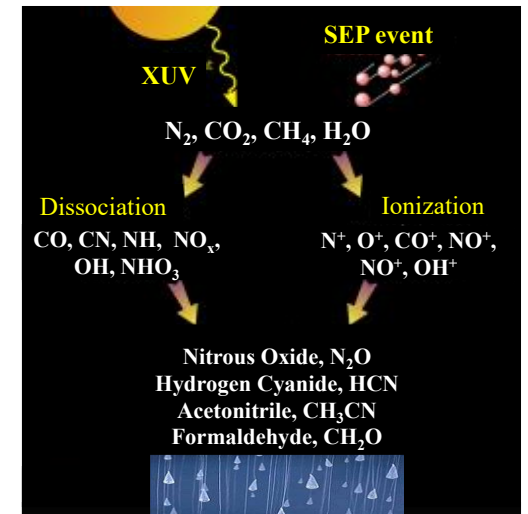 SEP event
XUV
N₂, CO₂, CH₄, H₂O
Dissociation
CO, CN, NH, NOₓ,
OH, NHO₃
Ionization
N⁺, O⁺, CO⁺, NO⁺,
NO⁺, OH⁺
Nitrous Oxide, N₂O
Hydrogen Cyanide, HCN
Acetonitrile, CH₃CN
Formaldehyde, CH₂O